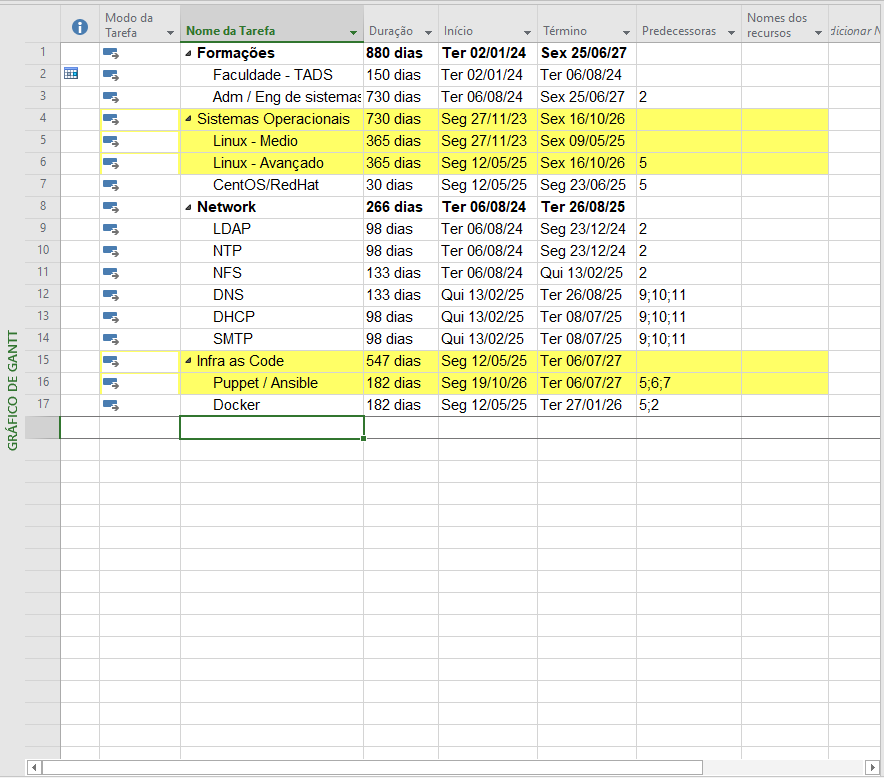 Modo da Tarefa Nome da Tarefa Duração Início Término Predecessoras Nomes dos recursos dicionar N
1 Formações 880 dias Ter 02/01/24 Sex 25/06/27
2 Faculdade - TADS 150 dias Ter 02/01/24 Ter 06/08/24
3 Adm / Eng de sistemas 730 dias Ter 06/08/24 Sex 25/06/27 2
4 Sistemas Operacionais 730 dias Seg 27/11/23 Sex 16/10/26
5 Linux - Medio 365 dias Seg 27/11/23 Sex 09/05/25
6 Linux - Avançado 365 dias Seg 12/05/25 Sex 16/10/26 5
7 CentOS/RedHat 30 dias Seg 12/05/25 Seg 23/06/25 5
8 Network 266 dias Ter 06/08/24 Ter 26/08/25
9 LDAP 98 dias Ter 06/08/24 Seg 23/12/24 2
10 NTP 98 dias Ter 06/08/24 Seg 23/12/24 2
11 NFS 133 dias Ter 06/08/24 Qui 13/02/25 2
12 DNS 133 dias Qui 13/02/25 Ter 26/08/25 9;10;11
13 DHCP 98 dias Qui 13/02/25 Ter 08/07/25 9;10;11
14 SMTP 98 dias Qui 13/02/25 Ter 08/07/25 9;10;11
15 Infra as Code 547 dias Seg 12/05/25 Ter 06/07/27
16 Puppet / Ansible 182 dias Seg 19/10/26 Ter 06/07/27 5;6;7
17 Docker 182 dias Seg 12/05/25 Ter 27/01/26 5;2
GRÁFICO DE GANTT